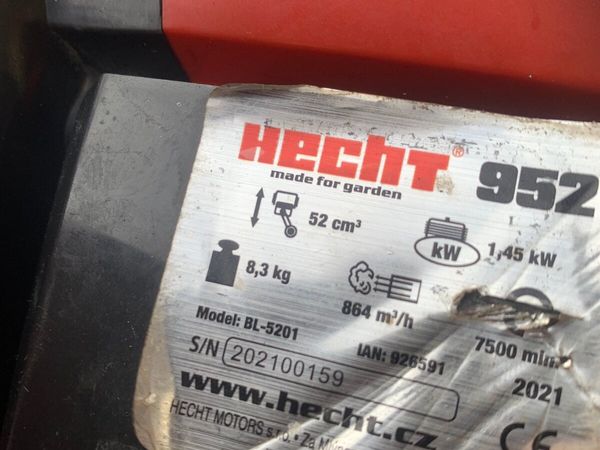 HECHT® 952
made for garden
52 cm³
kW 1,45 kW
8,3 kg
864 m³/h
7500 min
Model: BL-5201
IAN: 926591
S/N 202100159
2021
www.hecht.cz
HECHT MOTORS s.r.o. • Za
CE